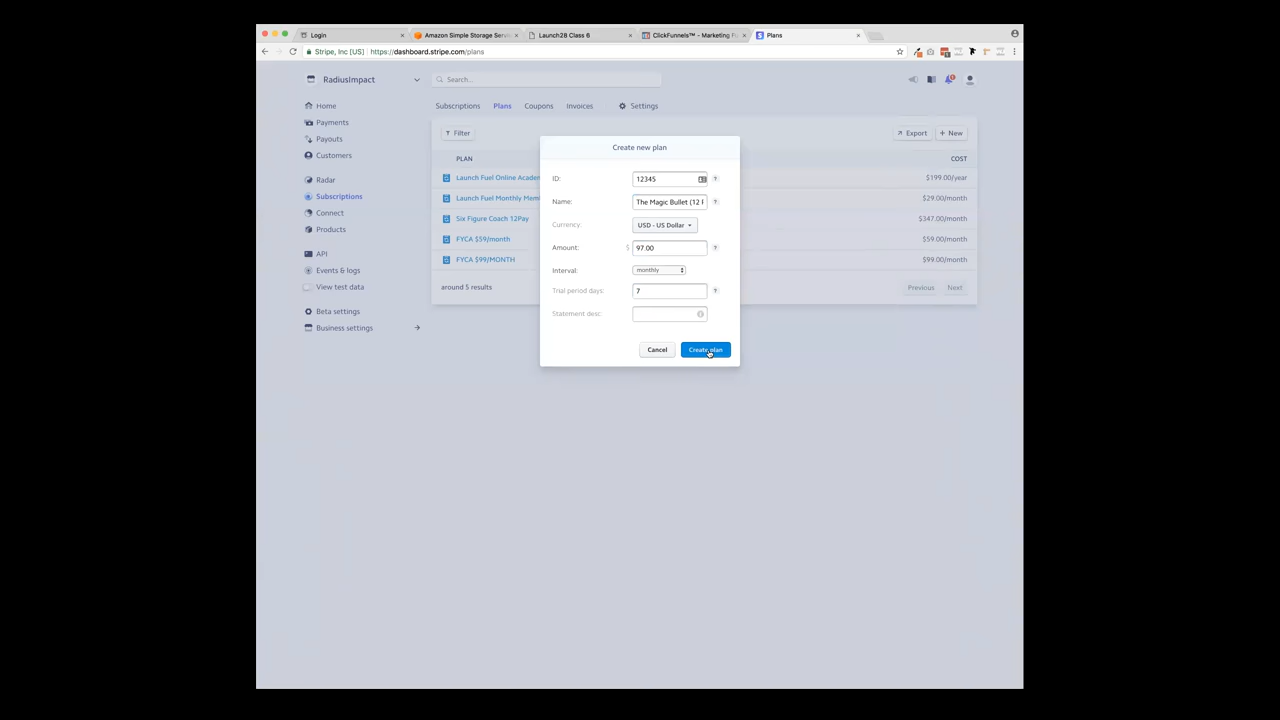 Login
Amazon Simple Storage Serv
Launch28 Class 6
ClickFunnels™ - Marketing Fu
Plans
Stripe, Inc [US]
https://dashboard.stripe.com/plans
RadiusImpact
Search...
Home
Payments
Payouts
Customers
Radar
Subscriptions
Connect
Products
API
Events & logs
View test data
Beta settings
Business settings
Subscriptions Plans Coupons Invoices Settings
Filter
Export
New
PLAN COST
Launch Fuel Online Acade $199.00/year
Launch Fuel Monthly Mem $29.00/month
Six Figure Coach 12Pay $347.00/month
FYCA $59/month $59.00/month
FYCA $99/MONTH $99.00/month
around 5 results Previous Next
Create new plan
ID: 12345 ?
Name: The Magic Bullet (12 ?
Currency: USD - US Dollar
Amount: $ 97.00 ?
Interval: monthly
Trial period days: 7 ?
Statement desc:
Cancel Create plan